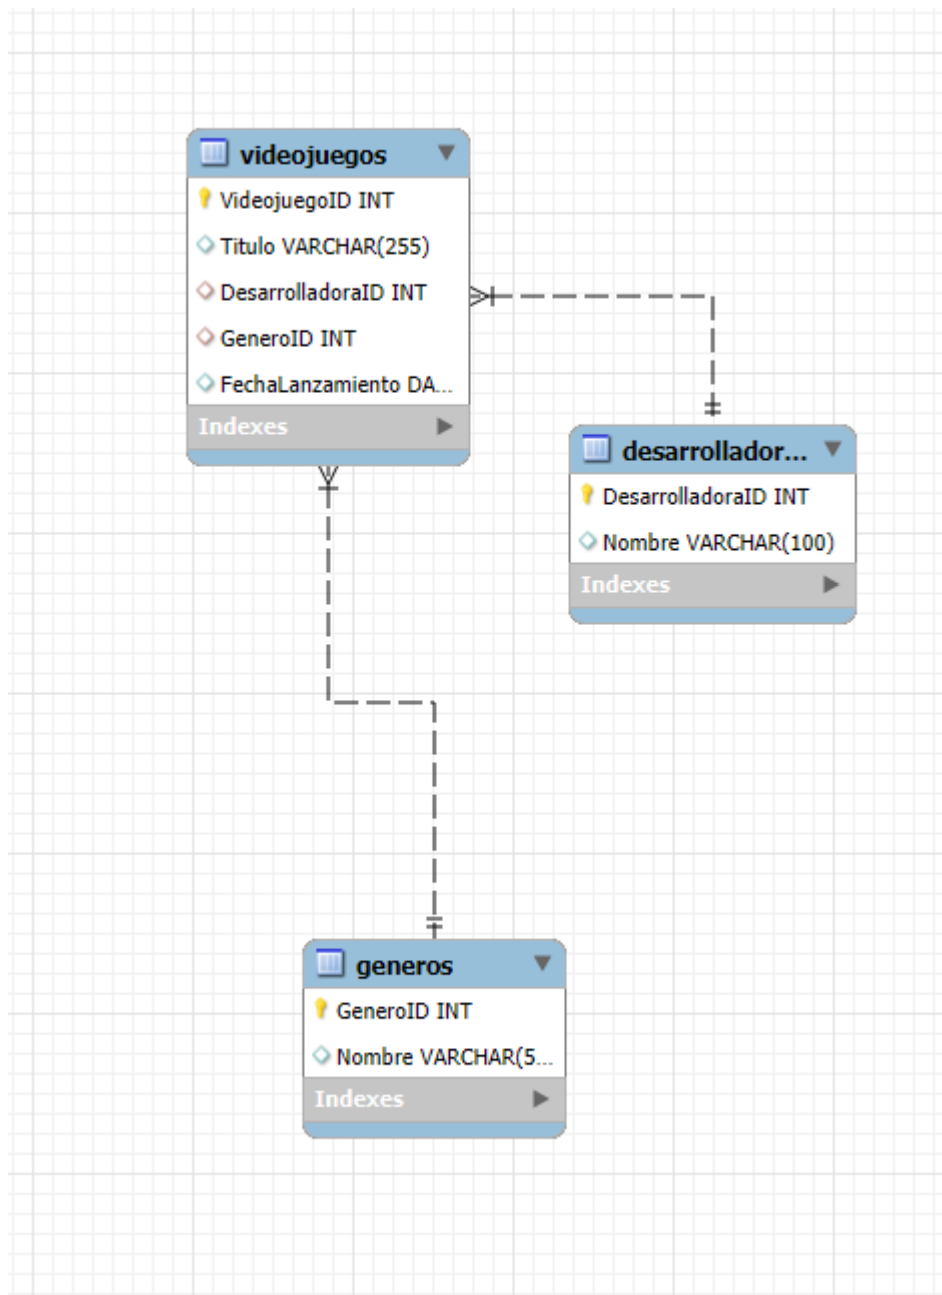 videojuegos
VideojuegoID INT
Titulo VARCHAR(255)
DesarrolladoraID INT
GeneroID INT
FechaLanzamiento DA...
Indexes
desarrollador...
DesarrolladoraID INT
Nombre VARCHAR(100)
Indexes
generos
GeneroID INT
Nombre VARCHAR(5...
Indexes